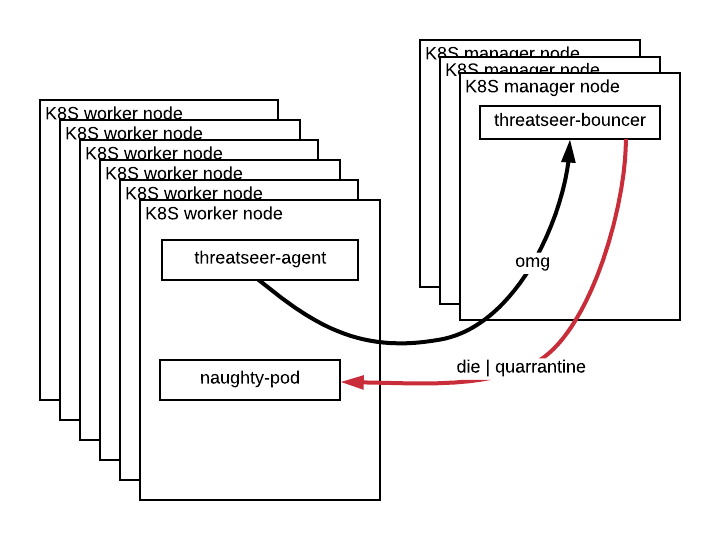 K8S manager node
K8S manager node
K8S manager node
threatseer-bouncer
K8S worker node
K8S worker node
K8S worker node
K8S worker node
K8S worker node
K8S worker node
threatseer-agent
omg
naughty-pod
die | quarrantine